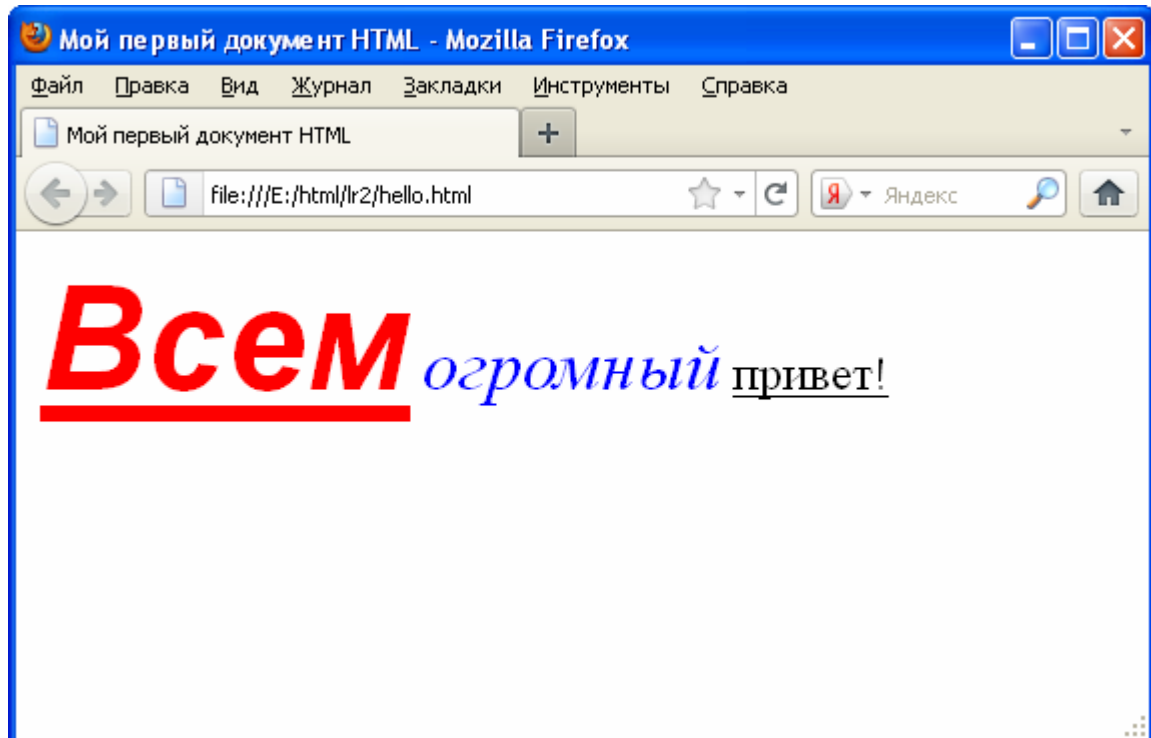 Мой первый документ HTML - Mozilla Firefox
Файл Правка Вид Журнал Закладки Инструменты Справка
Мой первый документ HTML
file:///E:/html/lr2/hello.html Я Яндекс
Всем огромный привет!